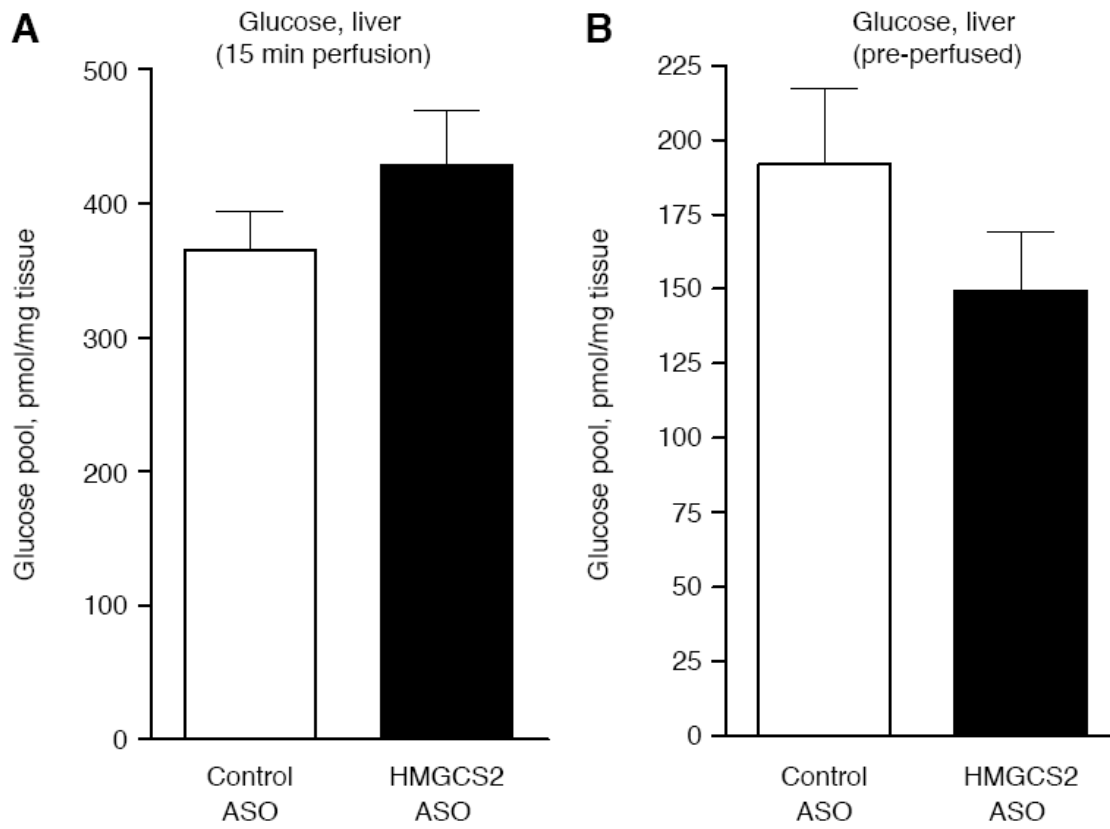 A
Glucose, liver
(15 min perfusion)
Glucose pool, pmol/mg tissue
500
400
300
200
100
0
Control
ASO
HMGCS2
ASO
B
Glucose, liver
(pre-perfused)
Glucose pool, pmol/mg tissue
225
200
175
150
125
100
75
50
25
0
Control
ASO
HMGCS2
ASO